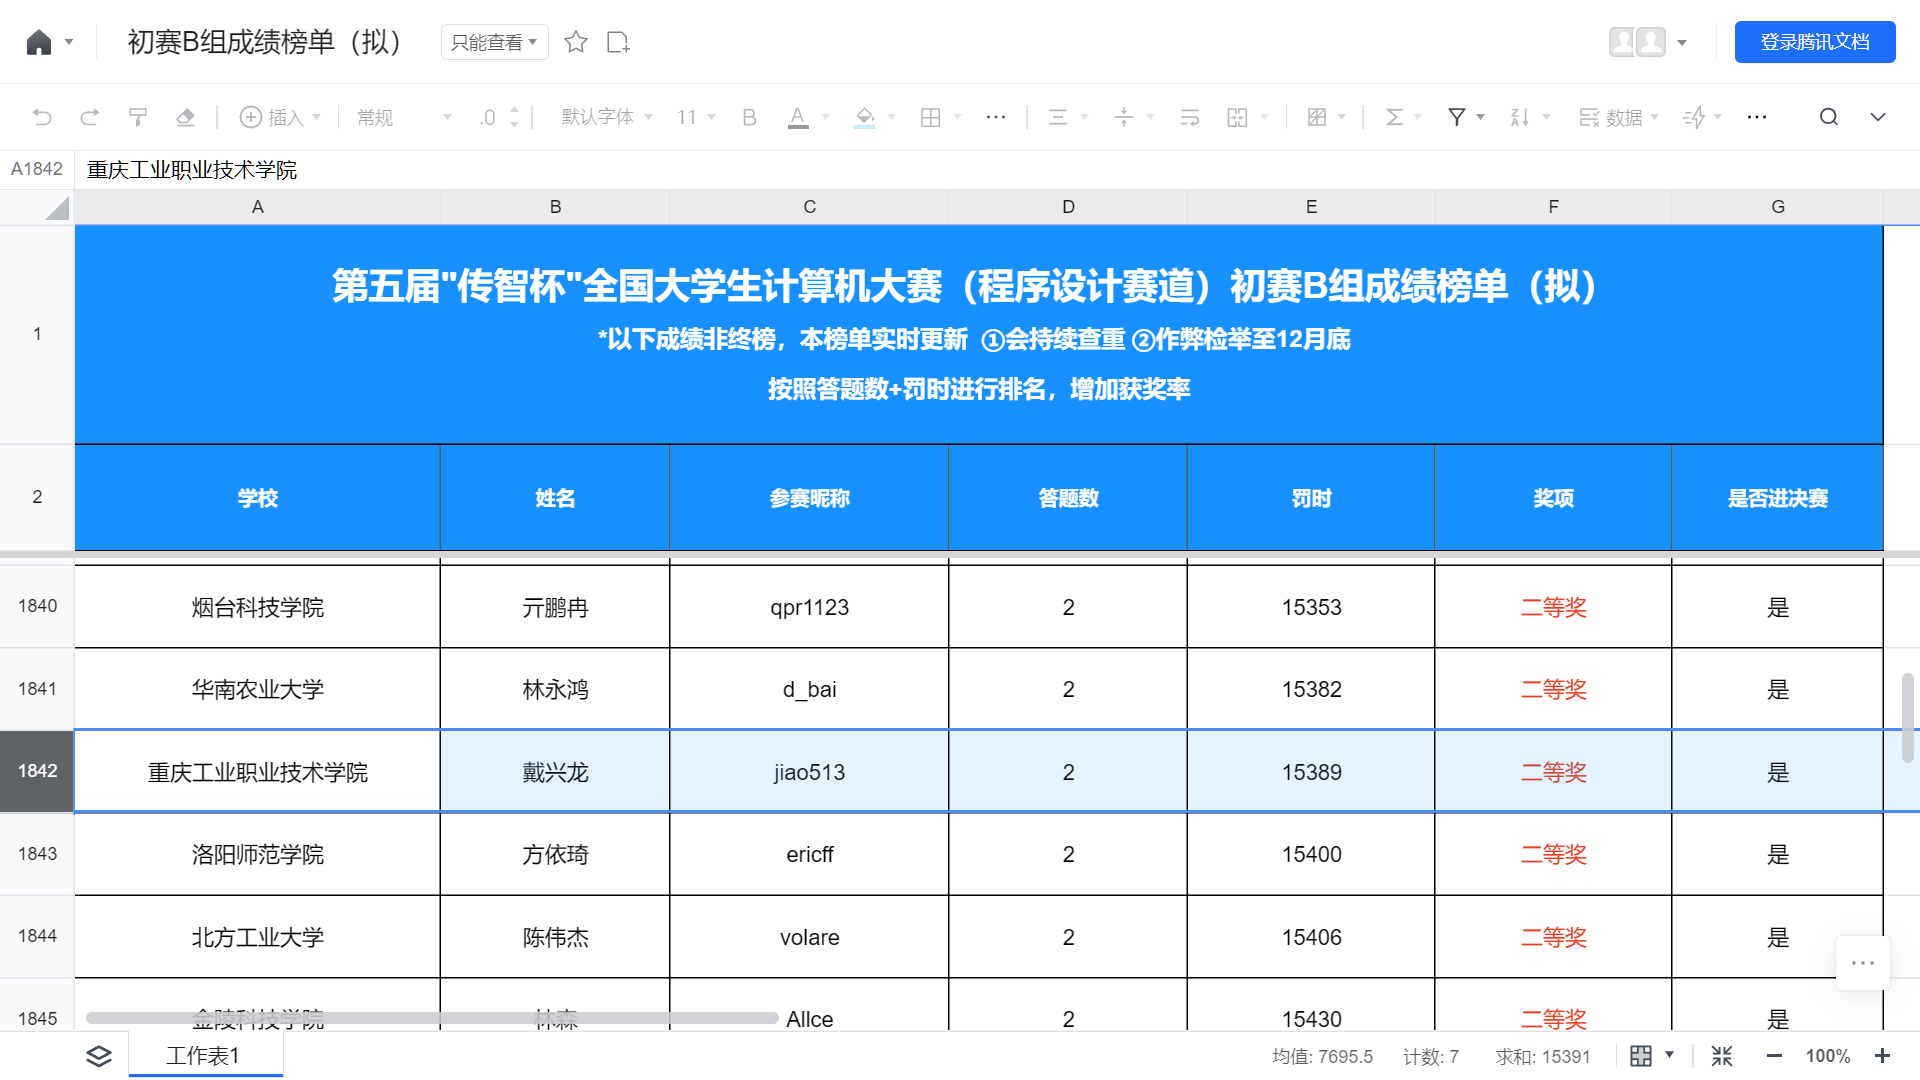 初赛B组成绩榜单（拟）
只能查看
登录腾讯文档
插入
常规
.0
默认字体
11
B
A
数据
A1842
重庆工业职业技术学院
A B C D E F G
1
第五届"传智杯"全国大学生计算机大赛（程序设计赛道）初赛B组成绩榜单（拟）
*以下成绩非终榜，本榜单实时更新 ①会持续查重 ②作弊检举至12月底
按照答题数+罚时进行排名，增加获奖率
2 学校 姓名 参赛昵称 答题数 罚时 奖项 是否进决赛
1840 烟台科技学院 亓鹏冉 qpr1123 2 15353 二等奖 是
1841 华南农业大学 林永鸿 d_bai 2 15382 二等奖 是
1842 重庆工业职业技术学院 戴兴龙 jiao513 2 15389 二等奖 是
1843 洛阳师范学院 方依琦 ericff 2 15400 二等奖 是
1844 北方工业大学 陈伟杰 volare 2 15406 二等奖 是
1845 金陵科技学院 林森 Allce 2 15430 二等奖 是
工作表1
均值: 7695.5 计数: 7 求和: 15391
100%